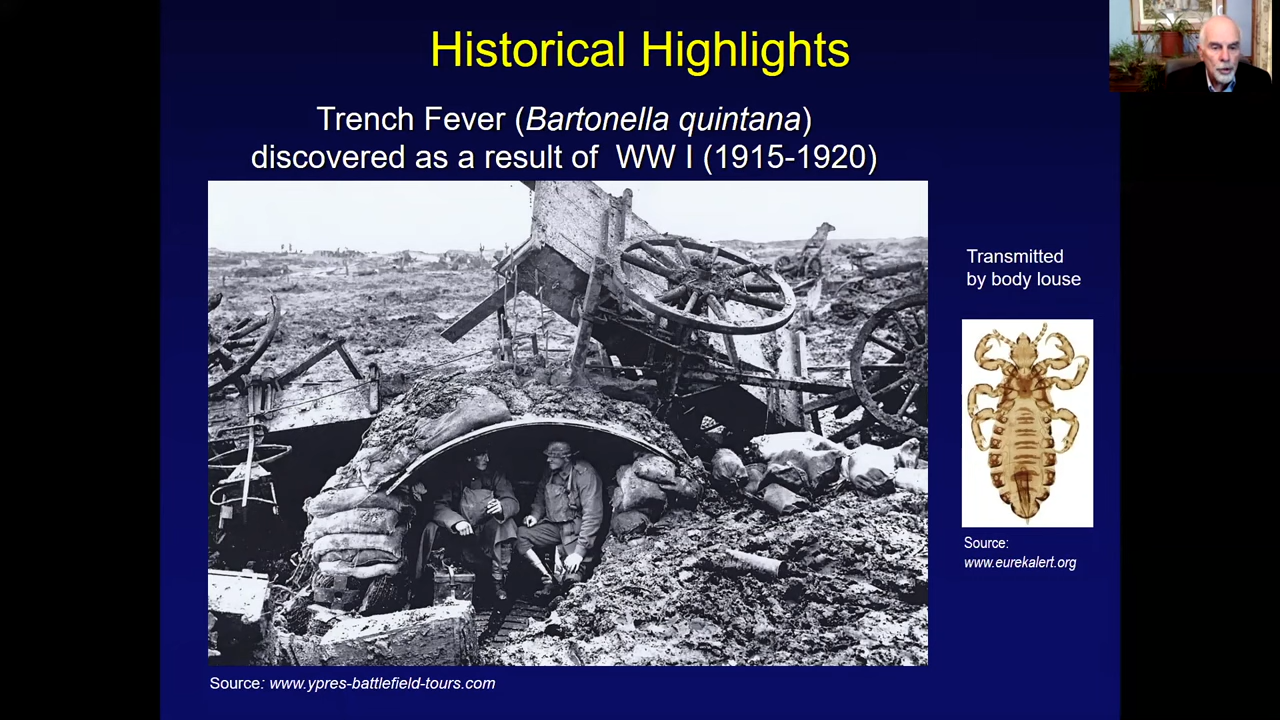 Historical Highlights
Trench Fever (Bartonella quintana)
discovered as a result of WW I (1915-1920)
Transmitted
by body louse
Source:
www.eurekalert.org
Source: www.ypres-battlefield-tours.com